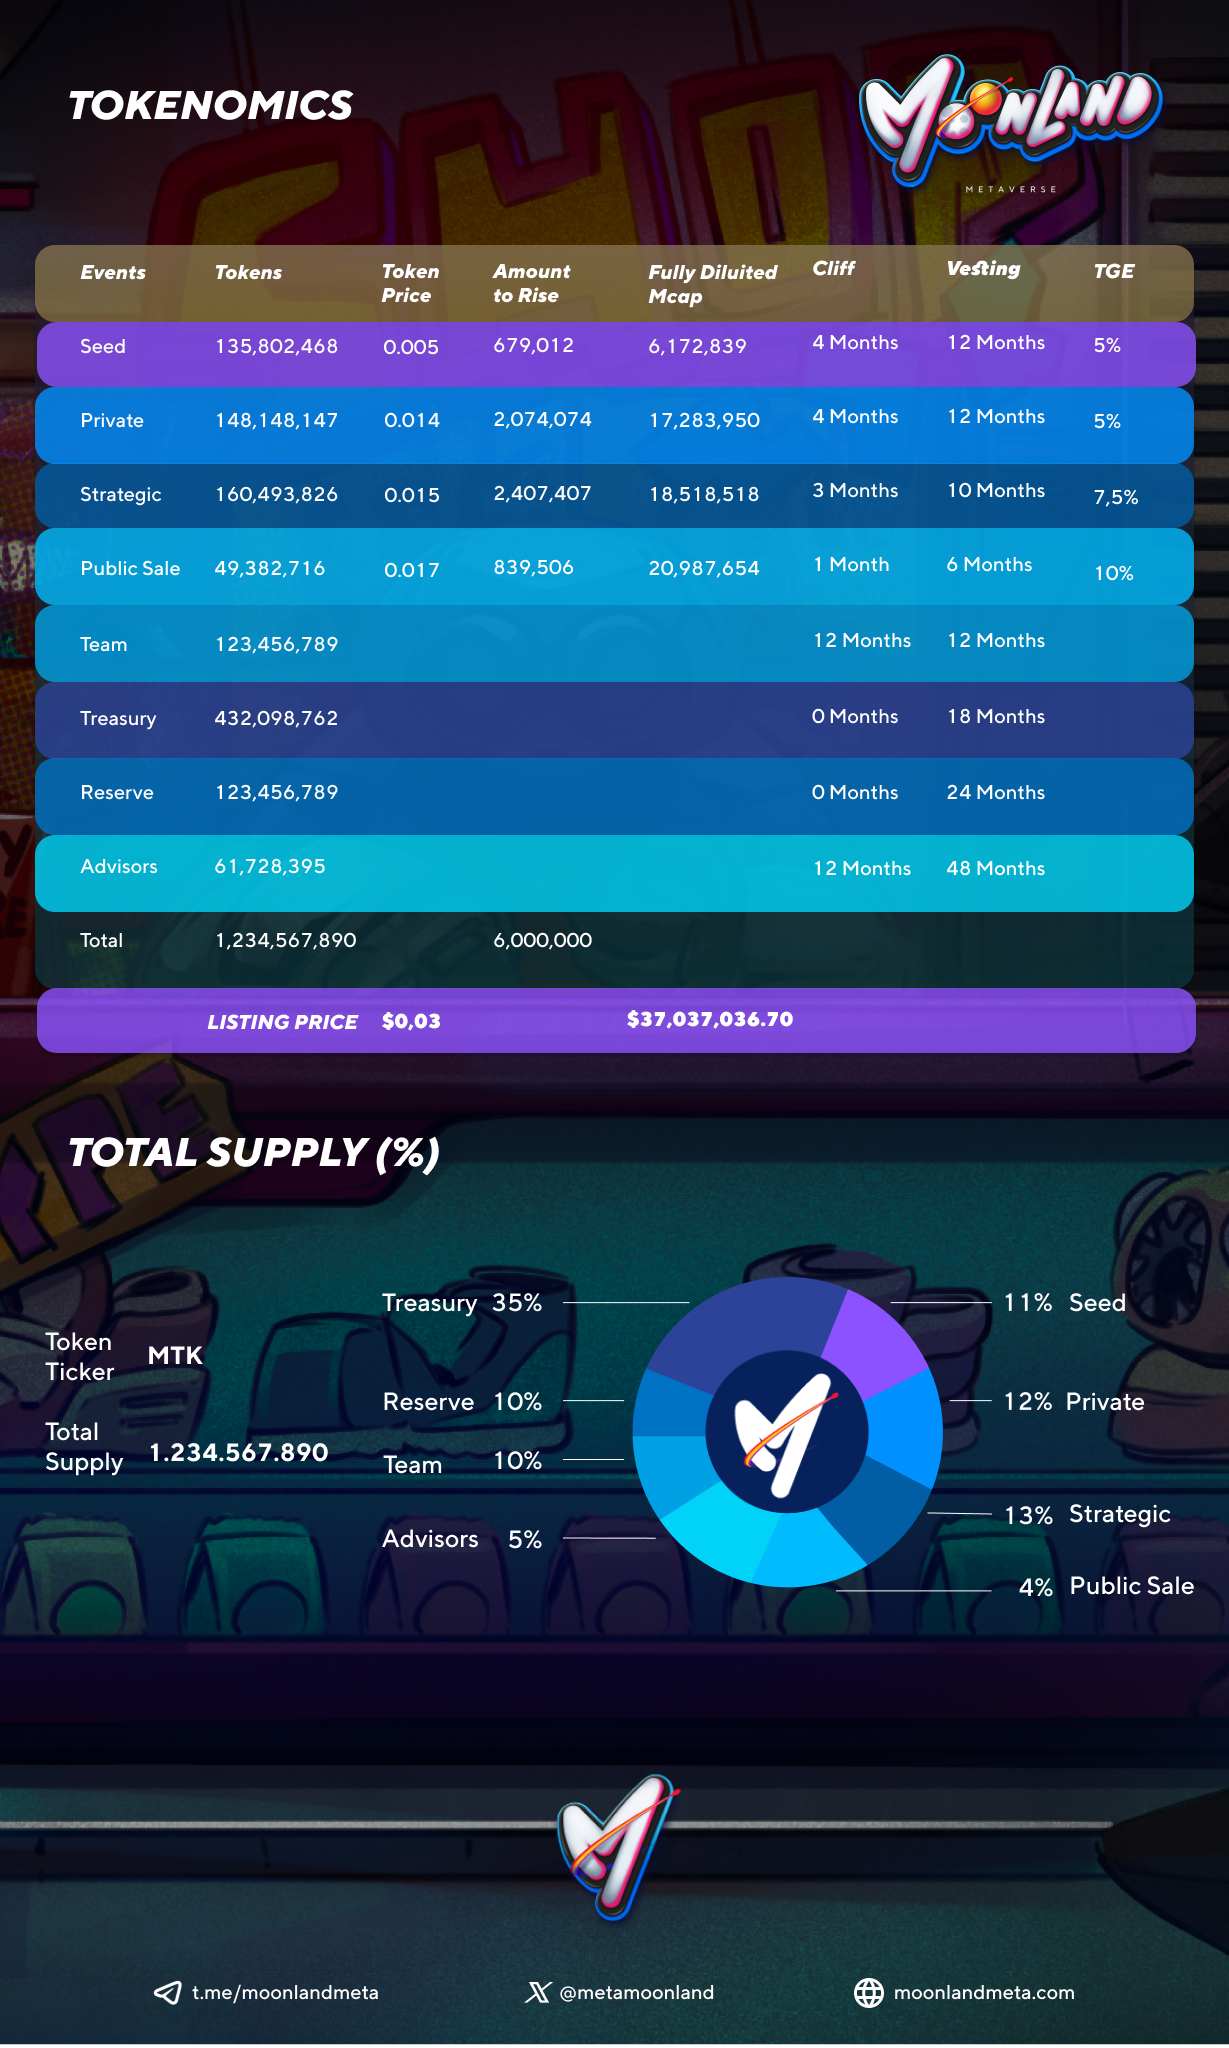 TOKENOMICS
MOONLAND
METAVERSE
Events Tokens Token Price Amount to Rise Fully Diluited Mcap Cliff Vesting TGE
Seed 135,802,468 0.005 679,012 6,172,839 4 Months 12 Months 5%
Private 148,148,147 0.014 2,074,074 17,283,950 4 Months 12 Months 5%
Strategic 160,493,826 0.015 2,407,407 18,518,518 3 Months 10 Months 7,5%
Public Sale 49,382,716 0.017 839,506 20,987,654 1 Month 6 Months 10%
Team 123,456,789 12 Months 12 Months
Treasury 432,098,762 0 Months 18 Months
Reserve 123,456,789 0 Months 24 Months
Advisors 61,728,395 12 Months 48 Months
Total 1,234,567,890 6,000,000
LISTING PRICE $0,03 $37,037,036.70
TOTAL SUPPLY (%)
Treasury 35% 11% Seed
Token Ticker MTK
Reserve 10% 12% Private
Total Supply 1.234.567.890
Team 10%
13% Strategic
Advisors 5%
4% Public Sale
t.me/moonlandmeta @metamoonland moonlandmeta.com